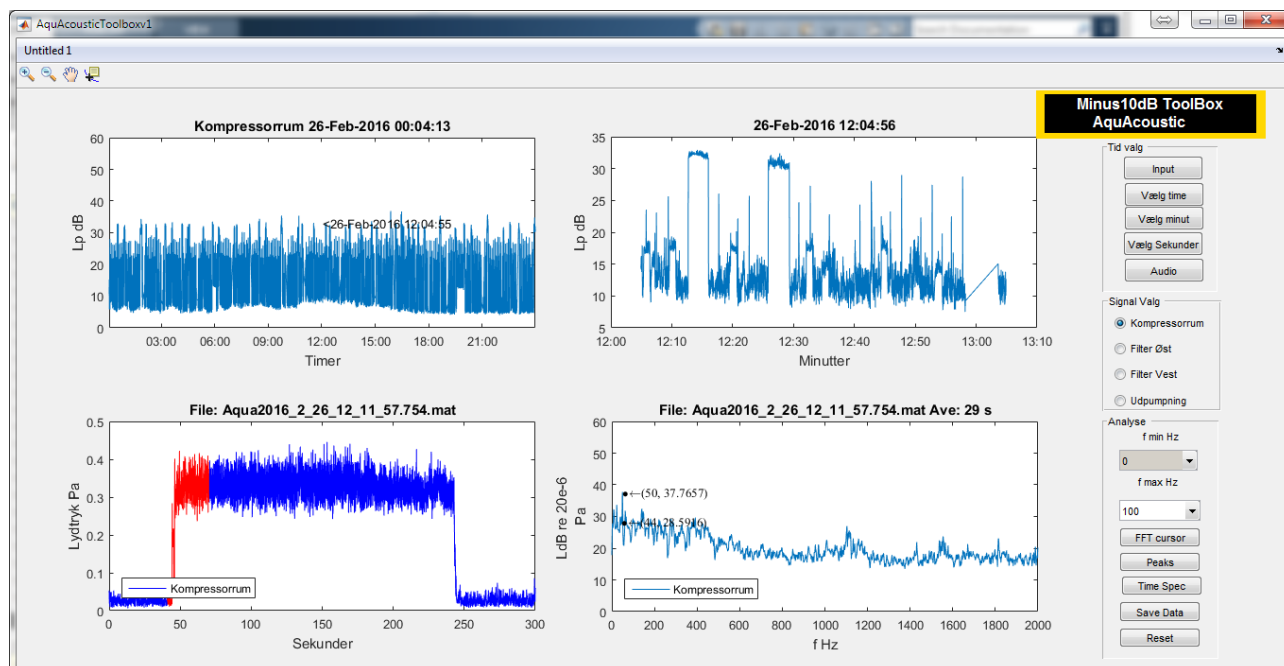 AquAcousticToolboxv1
Untitled 1
Minus10dB ToolBox
AquAcoustic
Kompressorrum 26-Feb-2016 00:04:13
60
50
40
30
20
10
0
Lp dB
<26-Feb-2016 12:04:55
03:00 06:00 09:00 12:00 15:00 18:00 21:00
Timer
26-Feb-2016 12:04:56
35
30
25
20
15
10
5
Lp dB
12:00 12:10 12:20 12:30 12:40 12:50 13:00 13:10
Minutter
File: Aqua2016_2_26_12_11_57.754.mat
0.5
0.4
0.3
0.2
0.1
0
Lydtryk Pa
Kompressorrum
0 50 100 150 200 250 300
Sekunder
File: Aqua2016_2_26_12_11_57.754.mat Ave: 29 s
60
50
40
30
20
10
0
LdB re 20e-6
Pa
←(50, 37.7657)
←(44, 28.5916)
Kompressorrum
0 200 400 600 800 1000 1200 1400 1600 1800 2000
f Hz
Tid valg
Input
Vælg time
Vælg minut
Vælg Sekunder
Audio
Signal Valg
Kompressorrum
Filter Øst
Filter Vest
Udpumpning
Analyse
f min Hz
0
f max Hz
100
FFT cursor
Peaks
Time Spec
Save Data
Reset